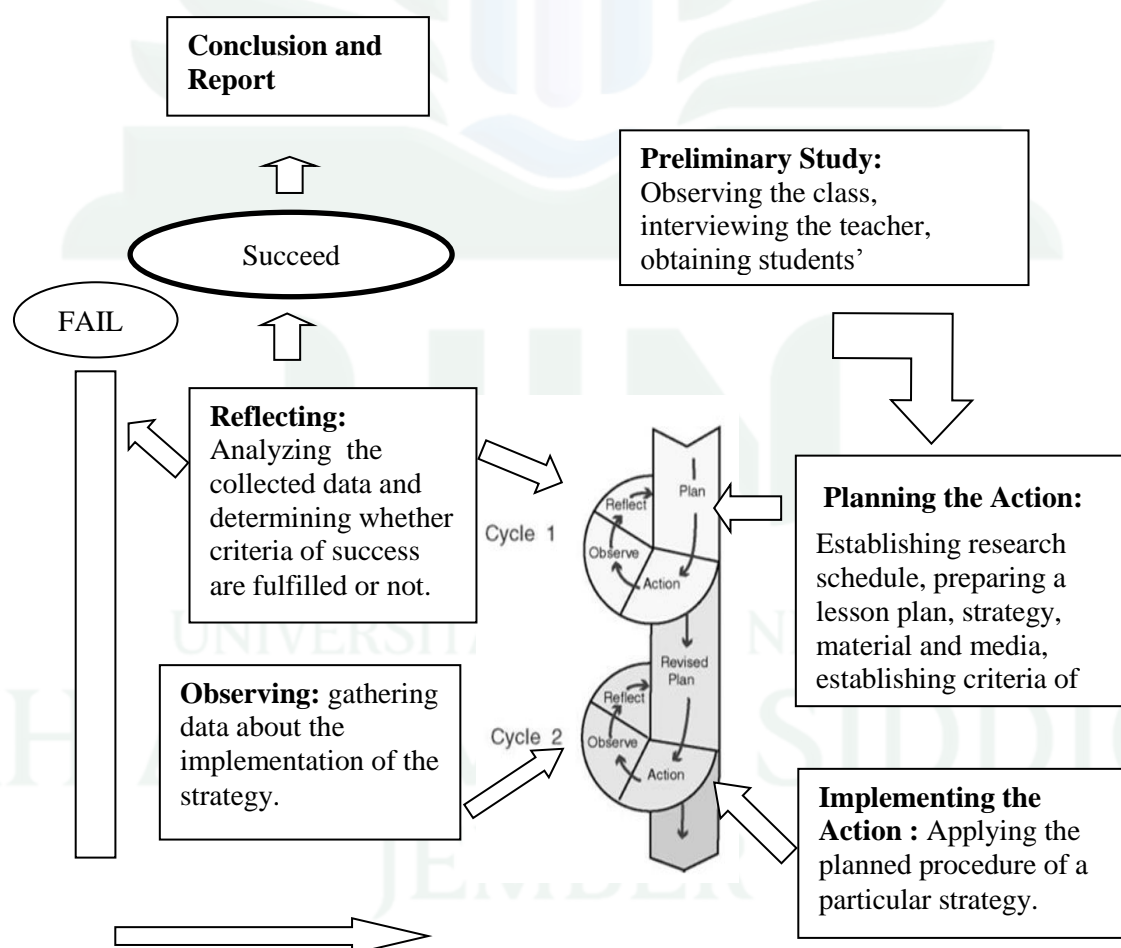 Conclusion and
Report
Preliminary Study:
Observing the class,
interviewing the teacher,
obtaining students’
Succeed
FAIL
Reflecting:
Analyzing the
collected data and
determining whether
criteria of success
are fulfilled or not.
Cycle 1
Plan
Reflect
Observe
Action
Planning the Action:
Establishing research
schedule, preparing a
lesson plan, strategy,
material and media,
establishing criteria of
Observing: gathering
data about the
implementation of the
strategy.
Cycle 2
Revised
Plan
Reflect
Observe
Action
Implementing the
Action : Applying the
planned procedure of a
particular strategy.
JEMBER